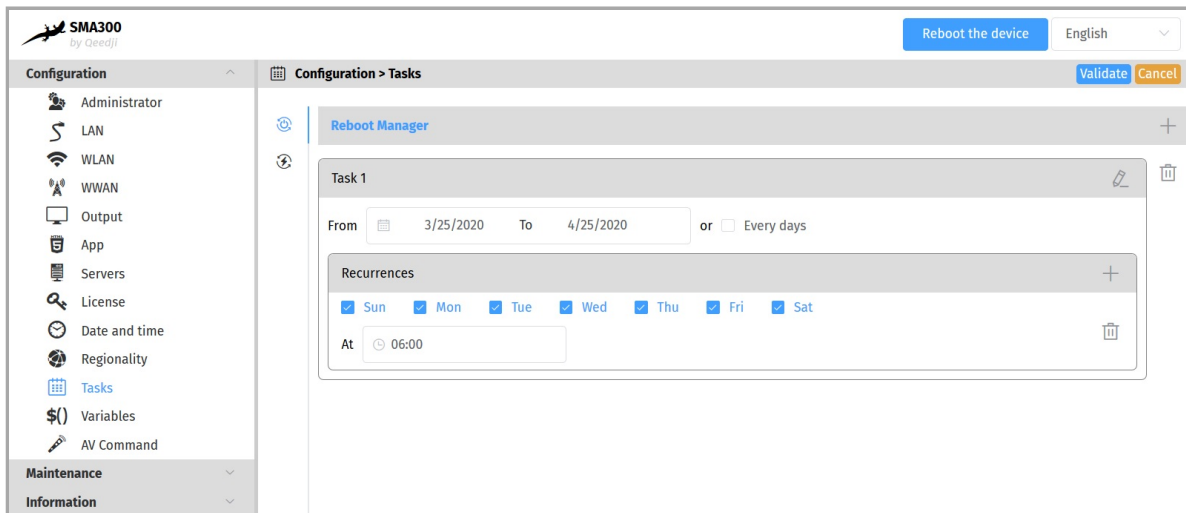 SMA300
by Qeedji
Reboot the device
English
Configuration
Configuration > Tasks
Validate
Cancel
Administrator
LAN
WLAN
WWAN
Output
App
Servers
License
Date and time
Regionality
Tasks
$() Variables
AV Command
Maintenance
Information
Reboot Manager
Task 1
From 3/25/2020 To 4/25/2020 or Every days
Recurrences
Sun Mon Tue Wed Thu Fri Sat
At 06:00